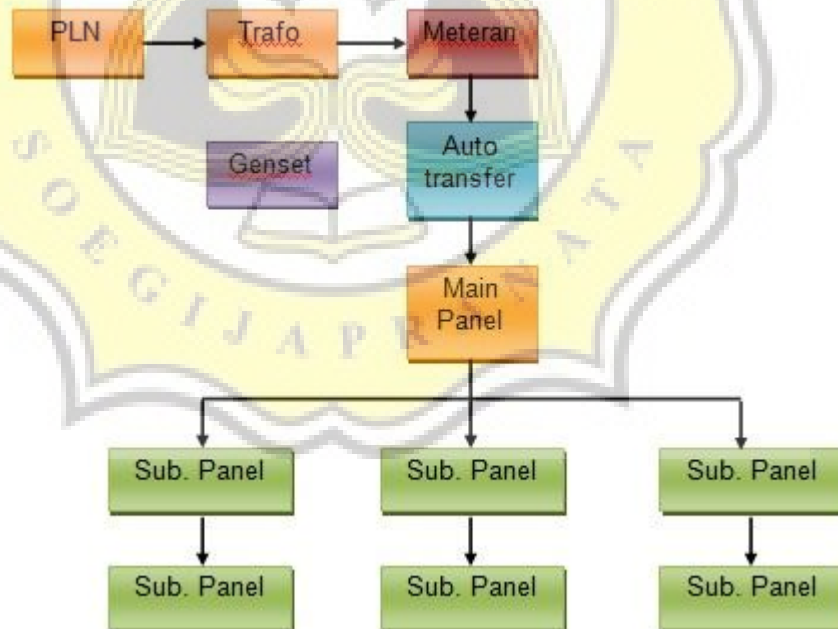 PLN
Trafo
Meteran
Genset
Auto
transfer
Main
Panel
SOEGIJAPRANATA
Sub. Panel
Sub. Panel
Sub. Panel
Sub. Panel
Sub. Panel
Sub. Panel